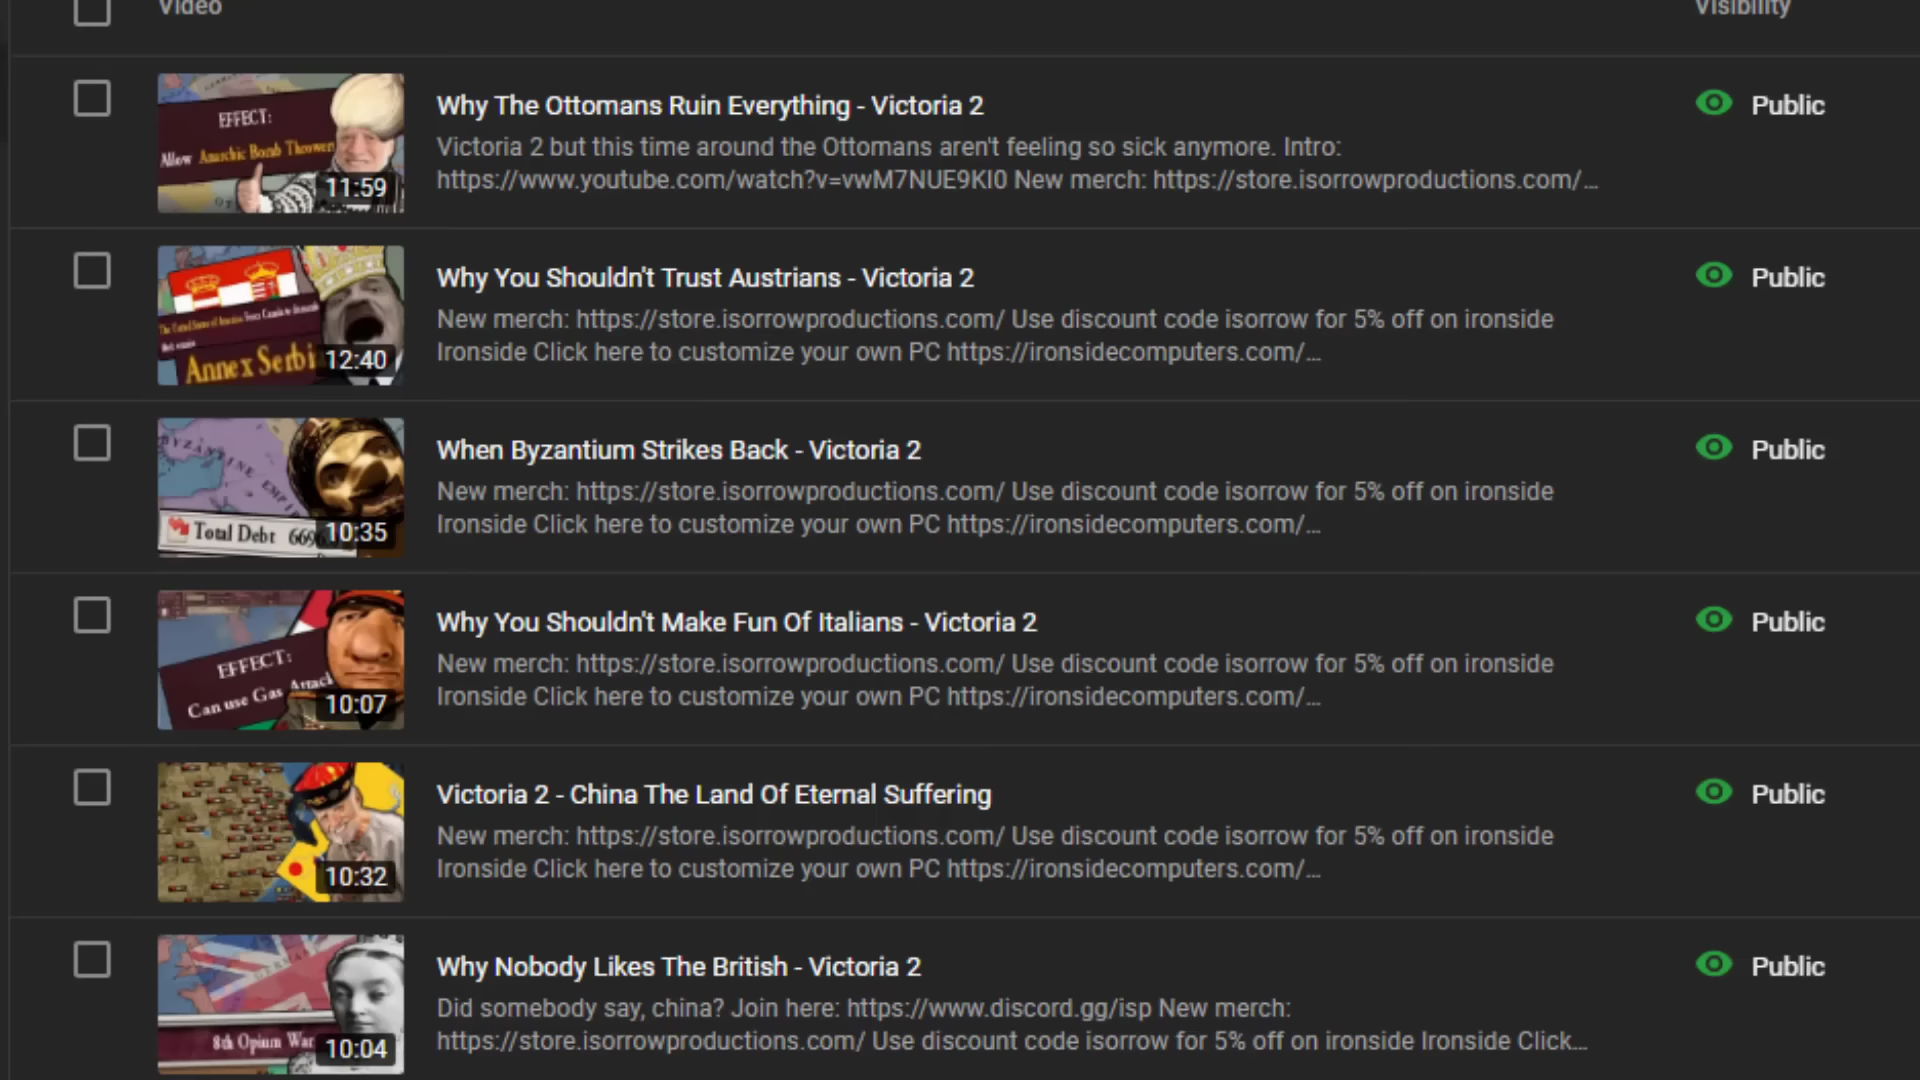 Video
Visibility
EFFECT:
Allow Anarchic Bomb Throwers
11:59
Why The Ottomans Ruin Everything - Victoria 2
Victoria 2 but this time around the Ottomans aren't feeling so sick anymore. Intro:
https://www.youtube.com/watch?v=vwM7NUE9KI0 New merch: https://store.isorrowproductions.com/...
Public
Annex Serbi
12:40
Why You Shouldn't Trust Austrians - Victoria 2
New merch: https://store.isorrowproductions.com/ Use discount code isorrow for 5% off on ironside
Ironside Click here to customize your own PC https://ironsidecomputers.com/...
Public
BYZANTINE EMPI
Total Debt 669
10:35
When Byzantium Strikes Back - Victoria 2
New merch: https://store.isorrowproductions.com/ Use discount code isorrow for 5% off on ironside
Ironside Click here to customize your own PC https://ironsidecomputers.com/...
Public
EFFECT:
Can use Gas Attack
10:07
Why You Shouldn't Make Fun Of Italians - Victoria 2
New merch: https://store.isorrowproductions.com/ Use discount code isorrow for 5% off on ironside
Ironside Click here to customize your own PC https://ironsidecomputers.com/...
Public
10:32
Victoria 2 - China The Land Of Eternal Suffering
New merch: https://store.isorrowproductions.com/ Use discount code isorrow for 5% off on ironside
Ironside Click here to customize your own PC https://ironsidecomputers.com/...
Public
8th Opium War
10:04
Why Nobody Likes The British - Victoria 2
Did somebody say, china? Join here: https://www.discord.gg/isp New merch:
https://store.isorrowproductions.com/ Use discount code isorrow for 5% off on ironside Ironside Click...
Public